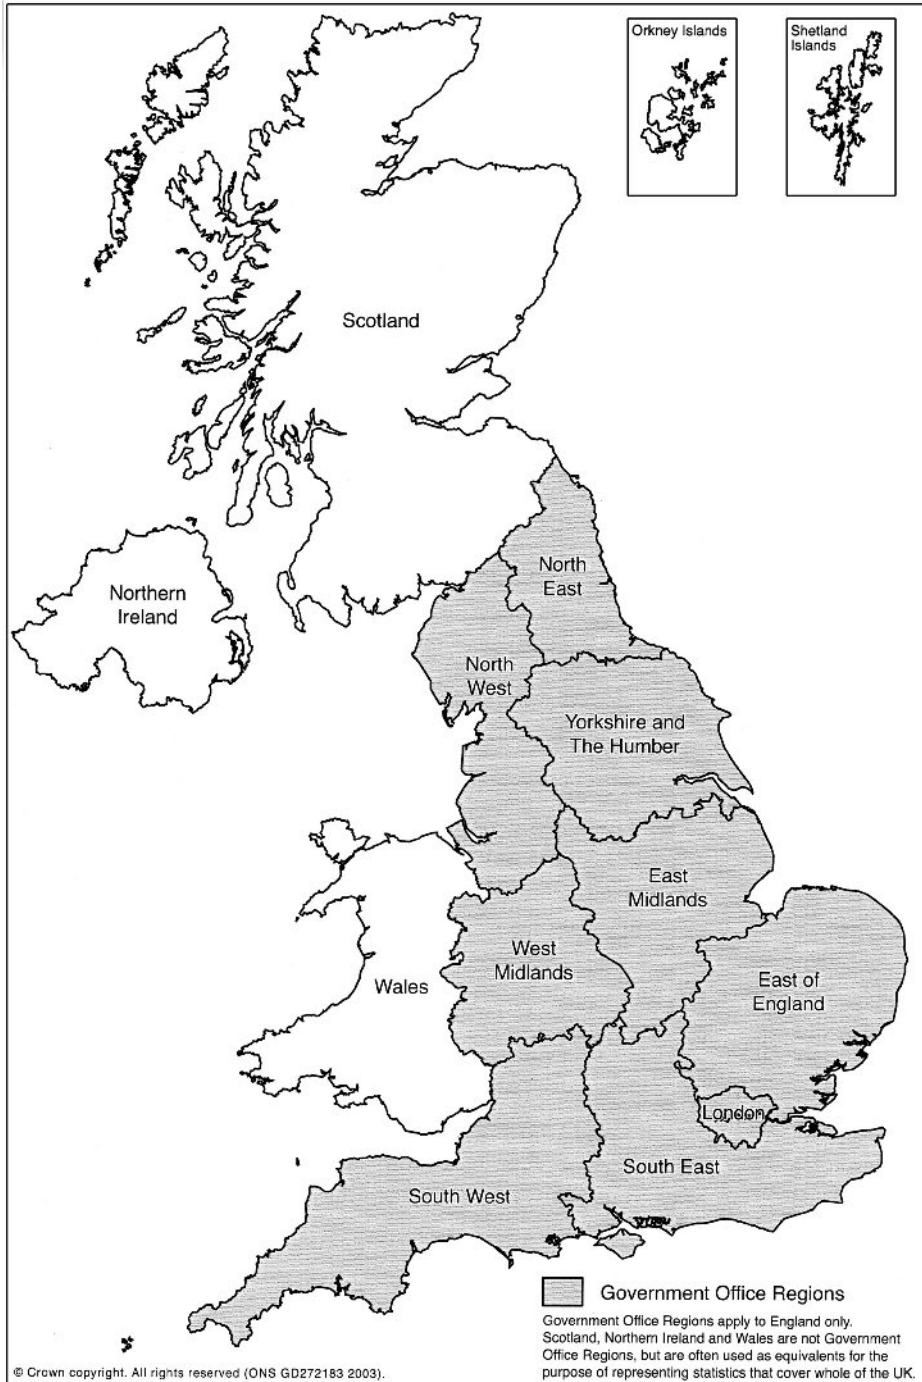 Orkney Islands
Shetland
Islands
Scotland
Northern
Ireland
North
East
North
West
Yorkshire and
The Humber
East
Midlands
West
Midlands
Wales
East of
England
London
South East
South West
Government Office Regions
Government Office Regions apply to England only.
Scotland, Northern Ireland and Wales are not Government
Office Regions, but are often used as equivalents for the
purpose of representing statistics that cover whole of the UK.
© Crown copyright. All rights reserved (ONS GD272183 2003).